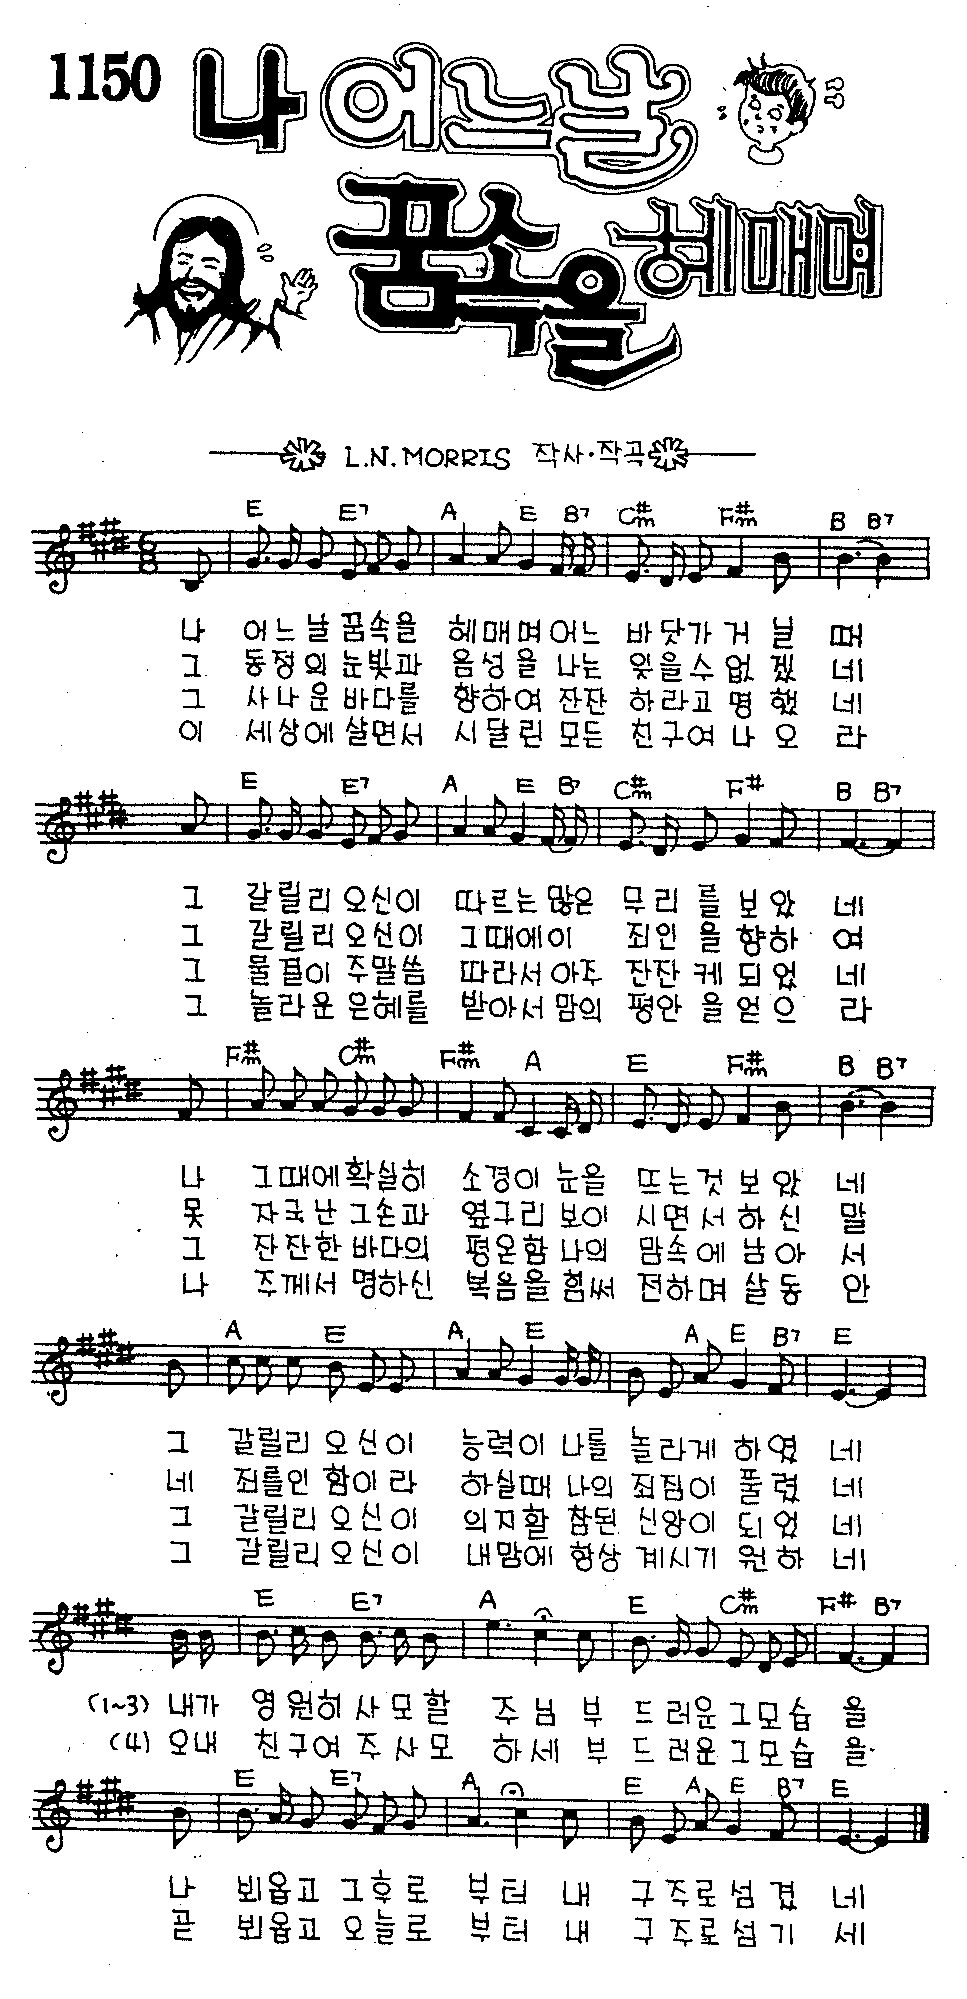 1150 나 어느날
꿈속을 헤매며
L.N. MORRIS 작사·작곡
E E7 A E B7 C#m F#m B B7
나 어느날 꿈속을 헤매며 어느 바닷가 거닐 때
그 동정의 눈빛과 음성을 나는 잊을수 없겠 네
그 사나운 바다를 향하여 잔잔 하라고 명했 네
이 세상에 살면서 시달린 모든 친구여 나오 라
E E7 A E B7 C#m F# B B7
그 갈릴리 오신이 따르는 많은 무리를 보았 네
그 갈릴리 오신이 그때에이 죄인을 향하 여
그 물결이 주말씀 따라서 아주 잔잔케 되었 네
그 놀라운 은혜를 받아서 맘의 평안을 얻으 라
F#m C#m F#m A E F#m B B7
나 그때에 확실히 소경이 눈을 뜨는것 보았 네
못 자국난 그손과 옆구리 보이시면서 하신 말
그 잔잔한 바다의 평온함 나의 맘속에 남아 서
나 주께서 명하신 복음을 힘써 전하며 살동 안
A E A E A E B7 E
그 갈릴리 오신이 능력이 나를 놀라게 하였 네
네 죄를인 함이라 하실때 나의 죄짐이 풀렸 네
그 갈릴리 오신이 의지할 참된 신앙이 되었 네
그 갈릴리 오신이 내맘에 항상 계시기 원하 네
E E7 A E C#m F# B7
(1~3) 내가 영원히 사모할 주님 부드러운 그모습 을
(4) 오내 친구여 주사모 하세 부드러운 그모습 을
E E7 A E A E B7 E
나 뵈옵고 그후로 부터 내 구주로 섬겼 네
곧 뵈옵고 오늘로 부터 내 구주로 섬기 세